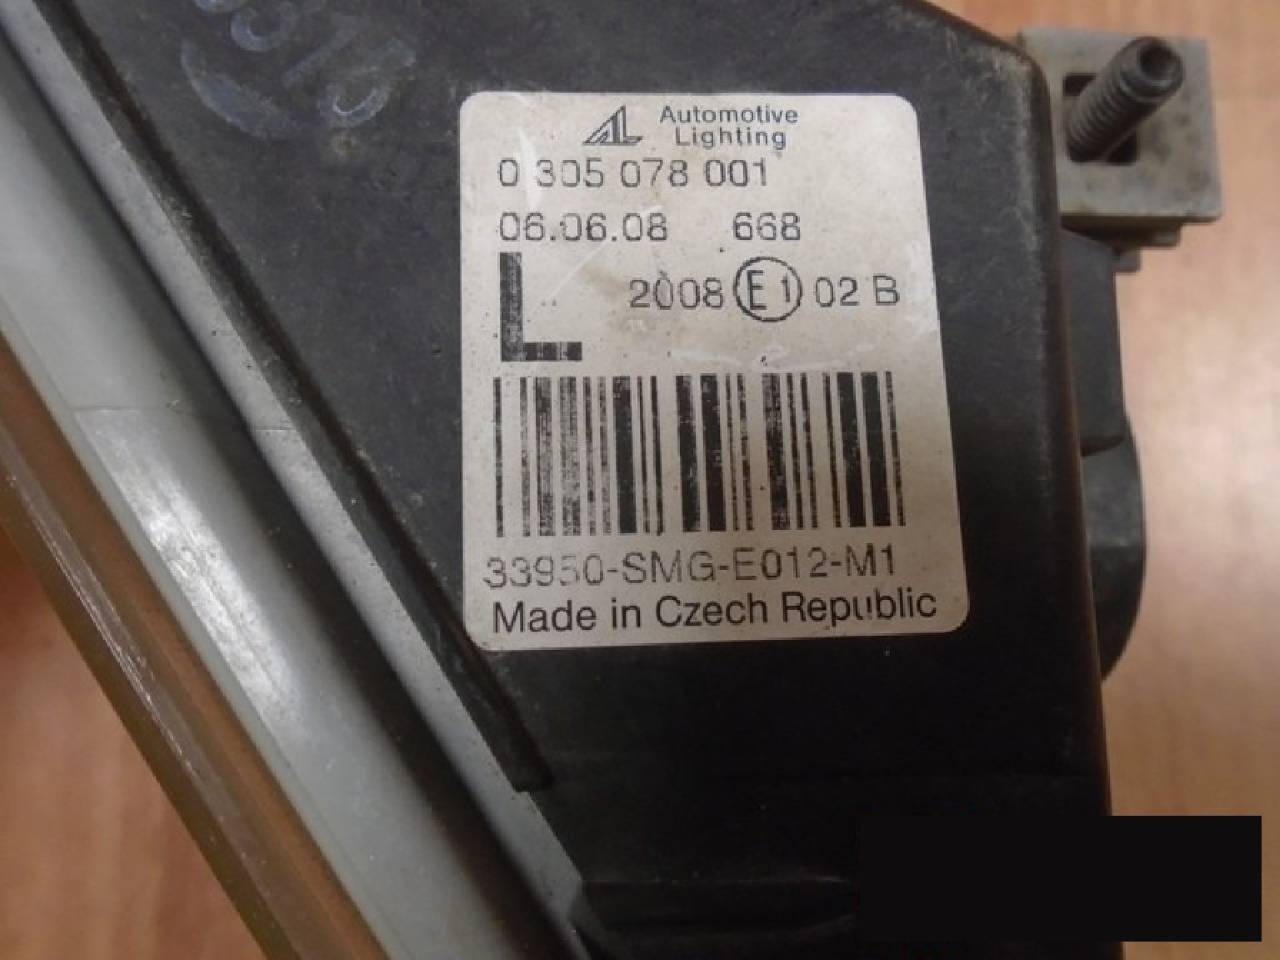 Automotive
Lighting
0 305 078 001
06.06.08 668
L 2008 E1 02 B
33950-SMG-E012-M1
Made in Czech Republic